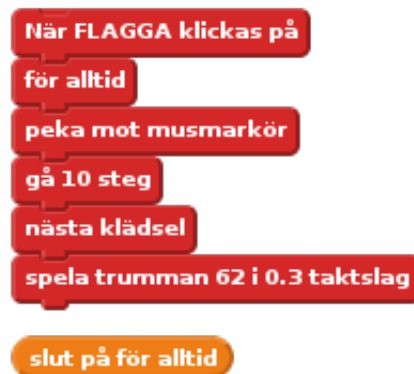 När FLAGGA klickas på
för alltid
peka mot musmarkör
gå 10 steg
nästa klädsel
spela trumman 62 i 0.3 taktslag
slut på för alltid